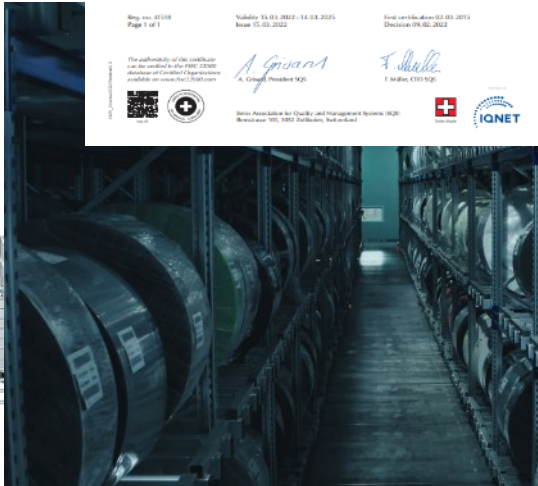 Reg. no. 41518
Page 1 of 1
Validity 15. 03. 2022 – 14. 03. 2025
Issue 15. 03. 2022
First certification 02. 03. 2015
Decision 09. 02. 2022
The authenticity of this certificate
can be verified in the FSSC 22000
database of Certified Organizations
available on www.fssc22000.com
A. Grisard, President SQS
F. Müller, CEO SQS
Swiss Association for Quality and Management Systems (SQS)
Bernstrasse 103, 3052 Zollikofen, Switzerland
Swiss Made
IQNET